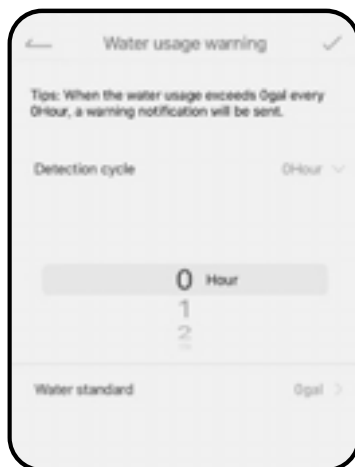 Water usage warning
Tips: When the water usage exceeds 0gal every
0Hour, a warning notification will be sent.
Detection cycle 0Hour
0 Hour
1
2
Water standard 0gal